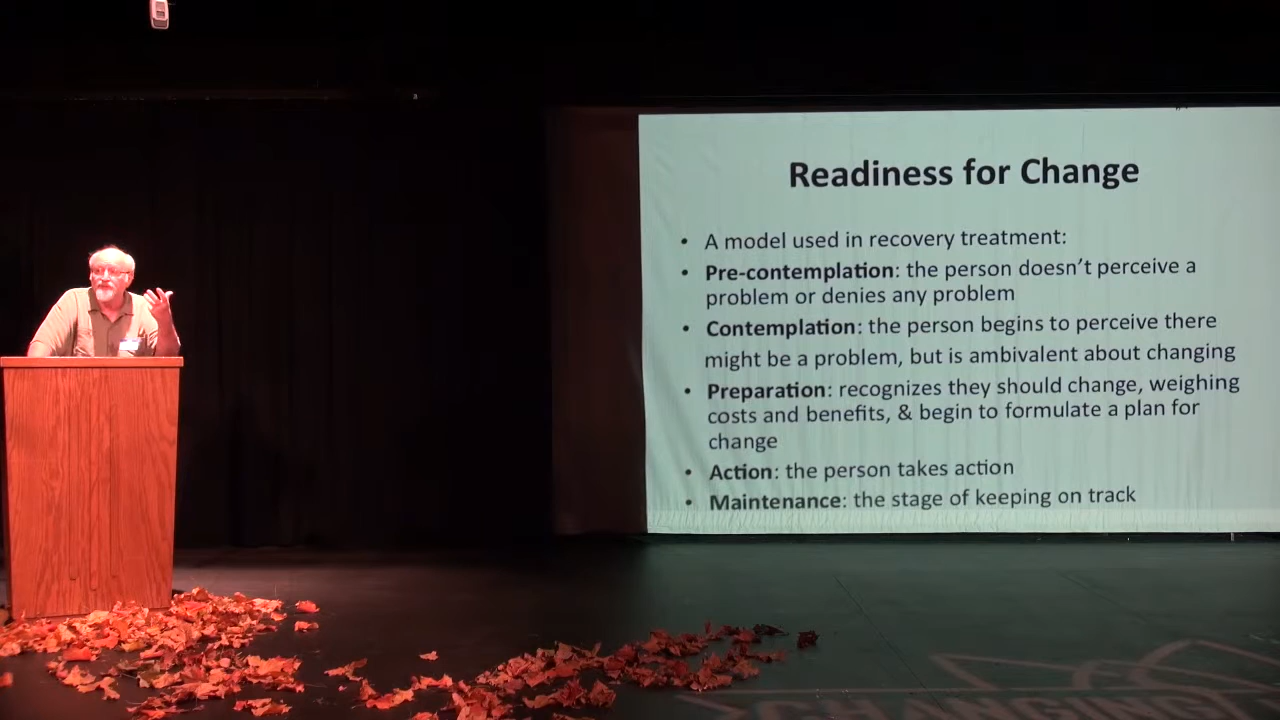 Readiness for Change
• A model used in recovery treatment:
• Pre-contemplation: the person doesn't perceive a
problem or denies any problem
• Contemplation: the person begins to perceive there
might be a problem, but is ambivalent about changing
• Preparation: recognizes they should change, weighing
costs and benefits, & begin to formulate a plan for
change
• Action: the person takes action
• Maintenance: the stage of keeping on track
CHANGING